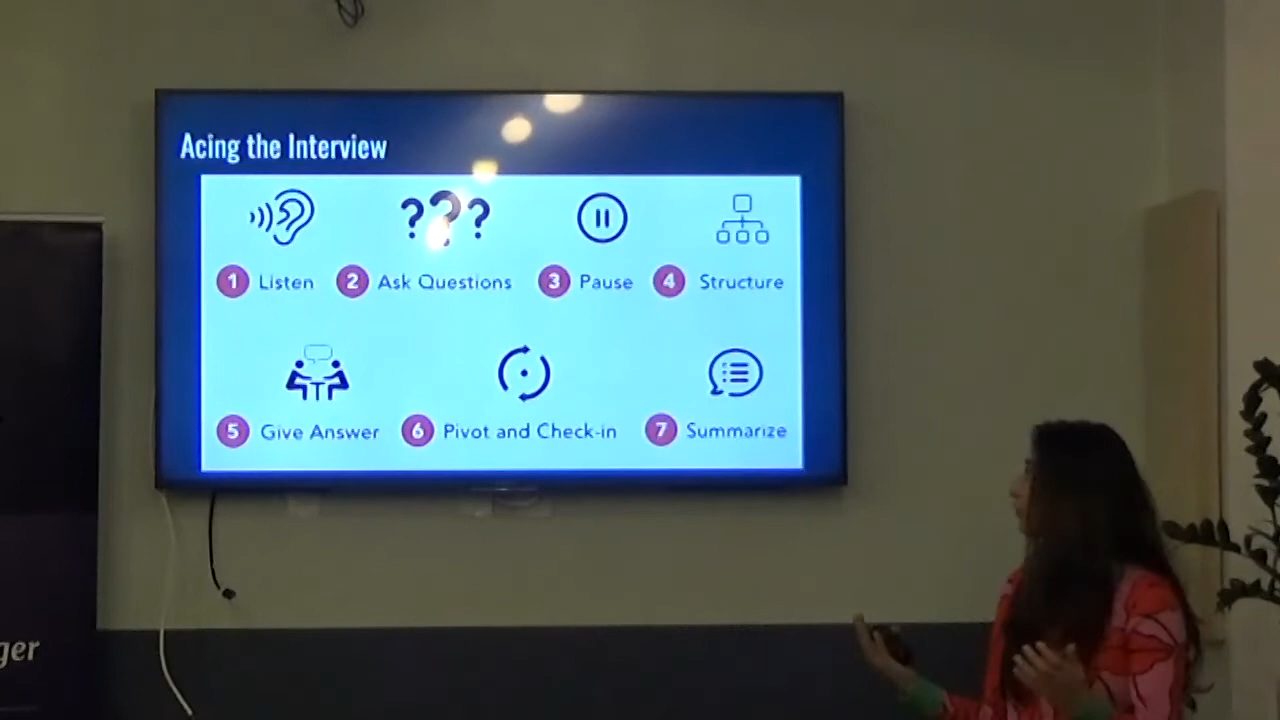 Acing the Interview
???
1 Listen 2 Ask Questions 3 Pause 4 Structure
5 Give Answer 6 Pivot and Check-in 7 Summarize
ger